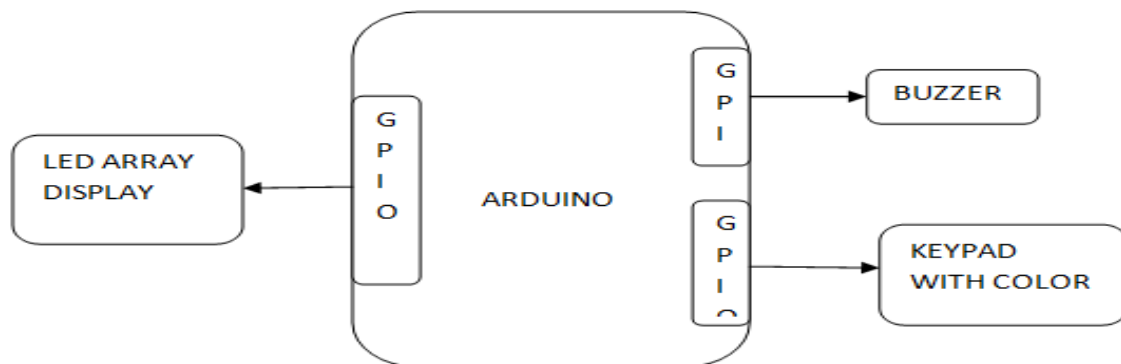 LED ARRAY
DISPLAY
G
P
I
O
ARDUINO
G
P
I
BUZZER
G
P
I
KEYPAD
WITH COLOR